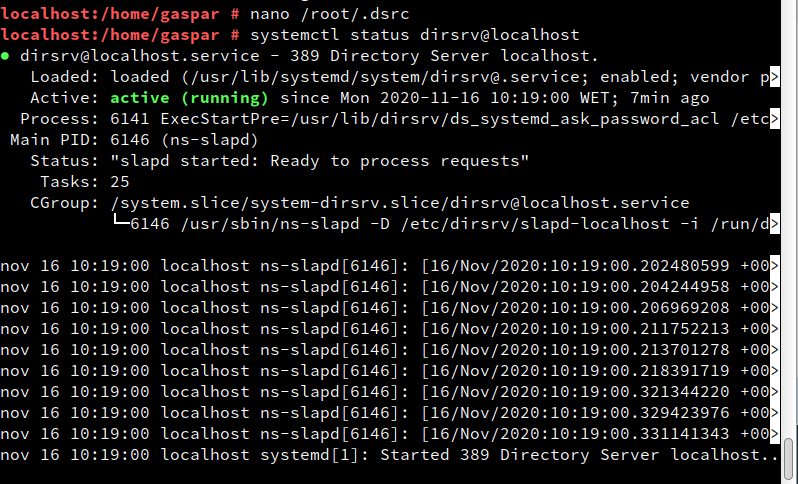 localhost:/home/gaspar # nano /root/.dsrc
localhost:/home/gaspar # systemctl status dirsrv@localhost
● dirsrv@localhost.service - 389 Directory Server localhost.
   Loaded: loaded (/usr/lib/systemd/system/dirsrv@.service; enabled; vendor p>
   Active: active (running) since Mon 2020-11-16 10:19:00 WET; 7min ago
  Process: 6141 ExecStartPre=/usr/lib/dirsrv/ds_systemd_ask_password_acl /etc>
 Main PID: 6146 (ns-slapd)
   Status: "slapd started: Ready to process requests"
    Tasks: 25
   CGroup: /system.slice/system-dirsrv.slice/dirsrv@localhost.service
           └─6146 /usr/sbin/ns-slapd -D /etc/dirsrv/slapd-localhost -i /run/d>
nov 16 10:19:00 localhost ns-slapd[6146]: [16/Nov/2020:10:19:00.202480599 +00>
nov 16 10:19:00 localhost ns-slapd[6146]: [16/Nov/2020:10:19:00.204244958 +00>
nov 16 10:19:00 localhost ns-slapd[6146]: [16/Nov/2020:10:19:00.206969208 +00>
nov 16 10:19:00 localhost ns-slapd[6146]: [16/Nov/2020:10:19:00.211752213 +00>
nov 16 10:19:00 localhost ns-slapd[6146]: [16/Nov/2020:10:19:00.213701278 +00>
nov 16 10:19:00 localhost ns-slapd[6146]: [16/Nov/2020:10:19:00.218391719 +00>
nov 16 10:19:00 localhost ns-slapd[6146]: [16/Nov/2020:10:19:00.321344220 +00>
nov 16 10:19:00 localhost ns-slapd[6146]: [16/Nov/2020:10:19:00.329423976 +00>
nov 16 10:19:00 localhost ns-slapd[6146]: [16/Nov/2020:10:19:00.331141343 +00>
nov 16 10:19:00 localhost systemd[1]: Started 389 Directory Server localhost..